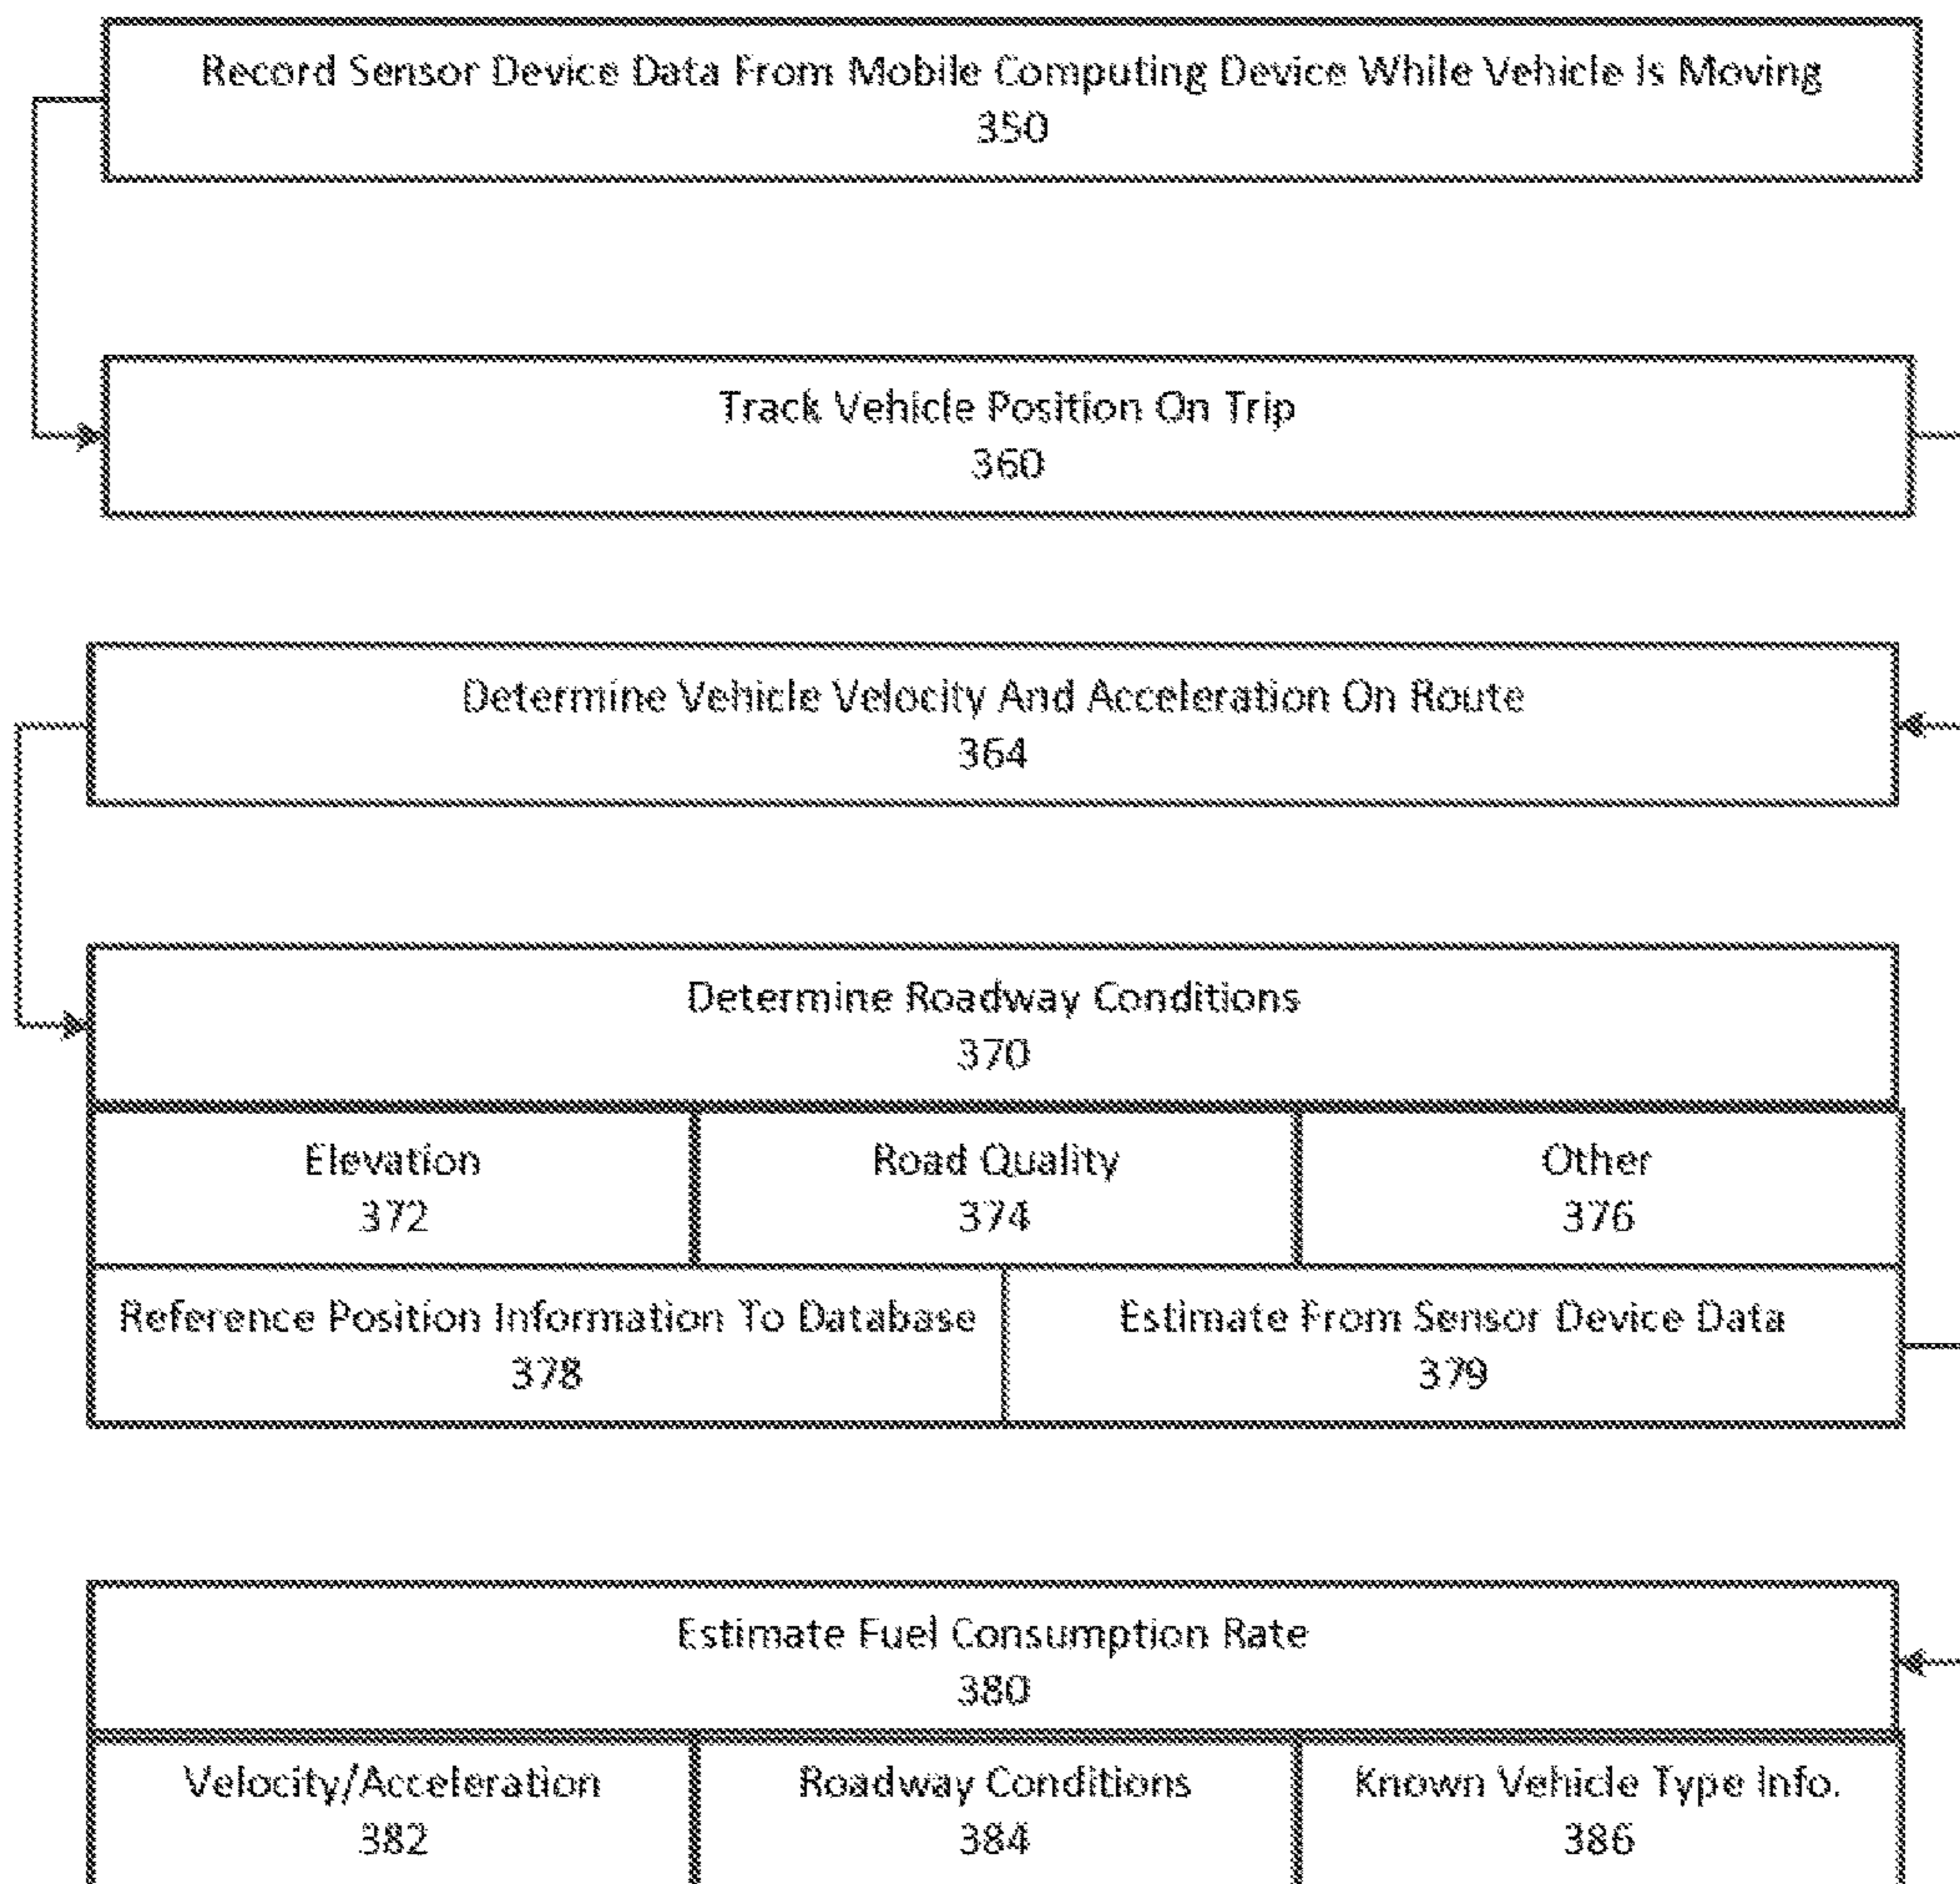 Record Sensor Device Data From Mobile Computing Device While Vehicle Is Moving
350
Track Vehicle Position On Trip
360
Determine Vehicle Velocity And Acceleration On Route
364
Determine Roadway Conditions
370
Elevation
372
Road Quality
374
Other
376
Reference Position Information To Database
378
Estimate From Sensor Device Data
379
Estimate Fuel Consumption Rate
380
Velocity/Acceleration
382
Roadway Conditions
384
Known Vehicle Type Info.
386